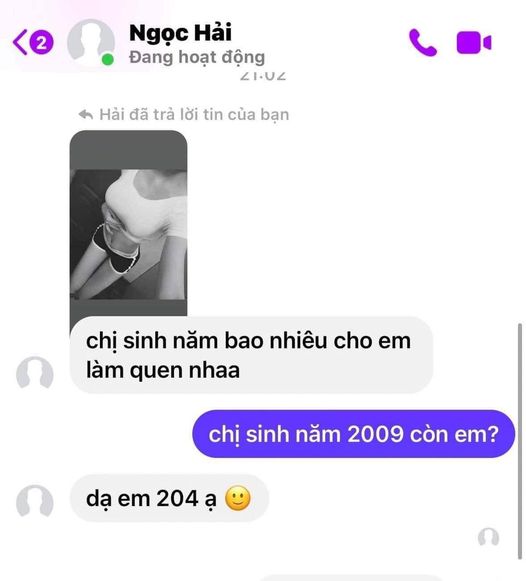 2
Ngọc Hải
Đang hoạt động
21:02
Hải đã trả lời tin của bạn
chị sinh năm bao nhiêu cho em
làm quen nhaa
chị sinh năm 2009 còn em?
dạ em 204 ạ 🙂